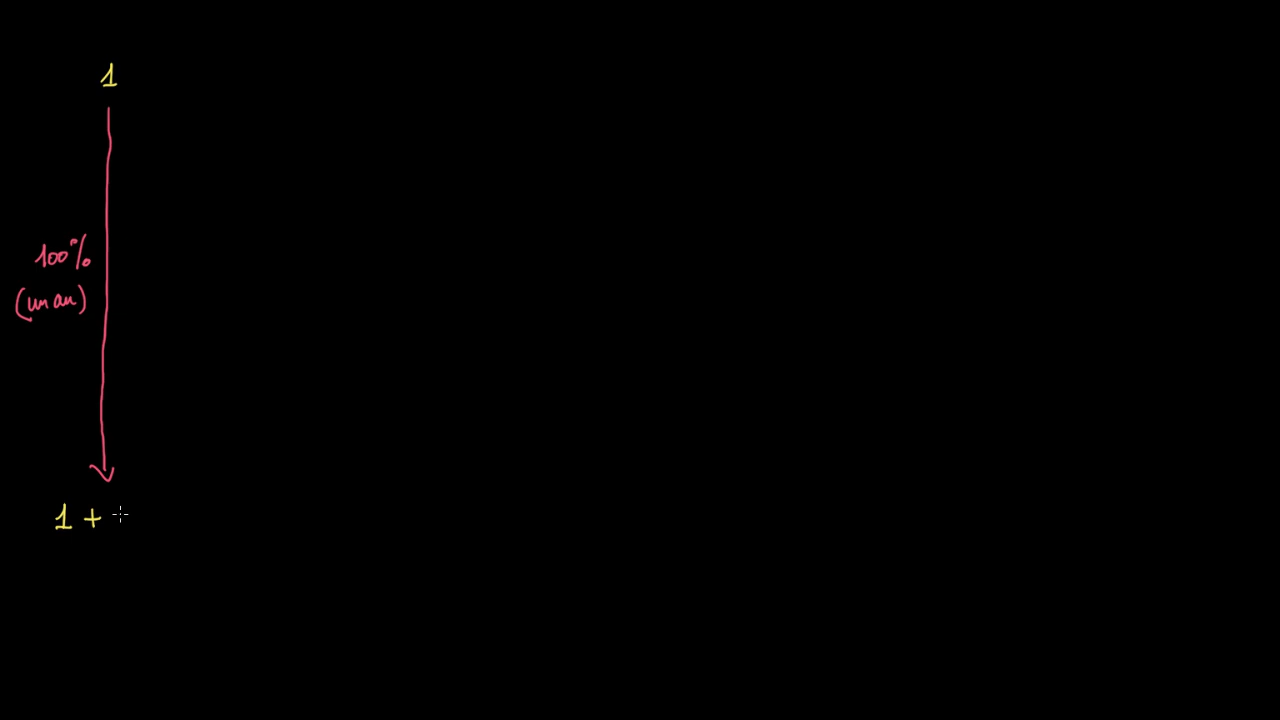 1
100%
(un an)
1 +